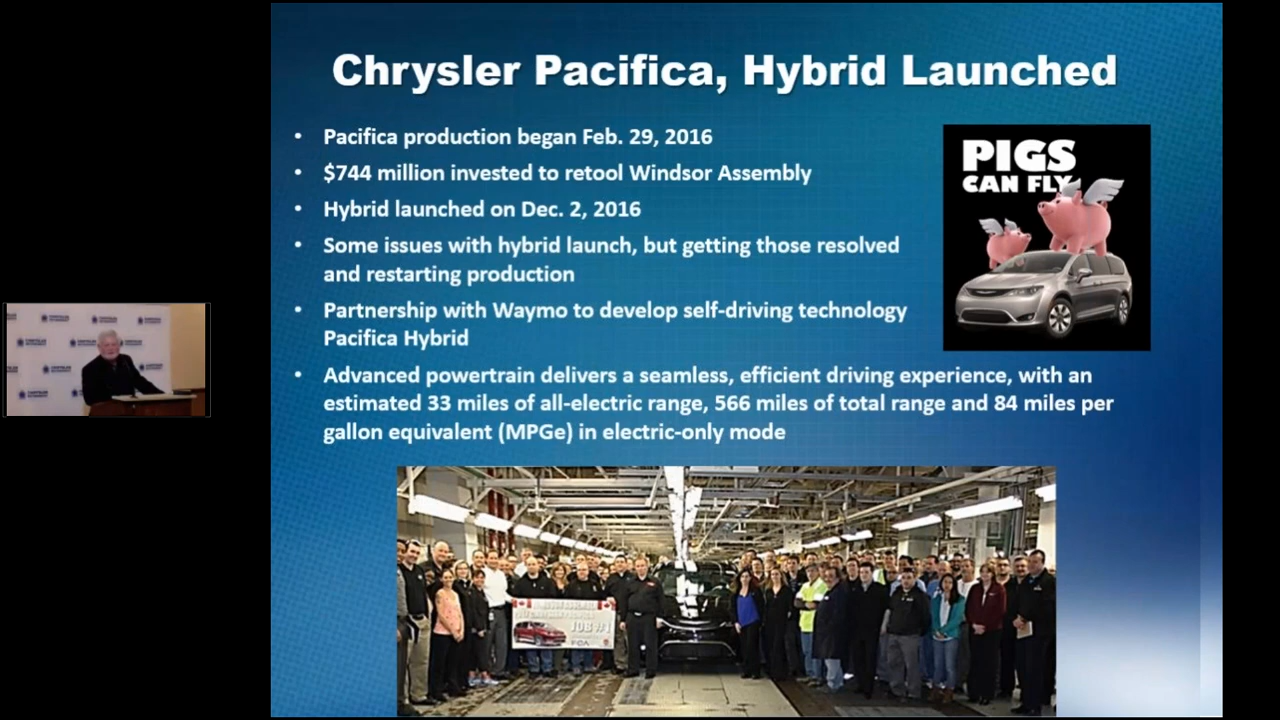 Chrysler Pacifica, Hybrid Launched
• Pacifica production began Feb. 29, 2016
• $744 million invested to retool Windsor Assembly
• Hybrid launched on Dec. 2, 2016
• Some issues with hybrid launch, but getting those resolved
and restarting production
• Partnership with Waymo to develop self-driving technology
Pacifica Hybrid
• Advanced powertrain delivers a seamless, efficient driving experience, with an
estimated 33 miles of all-electric range, 566 miles of total range and 84 miles per
gallon equivalent (MPGe) in electric-only mode
PIGS
CAN FLY
JOB #1
FCA